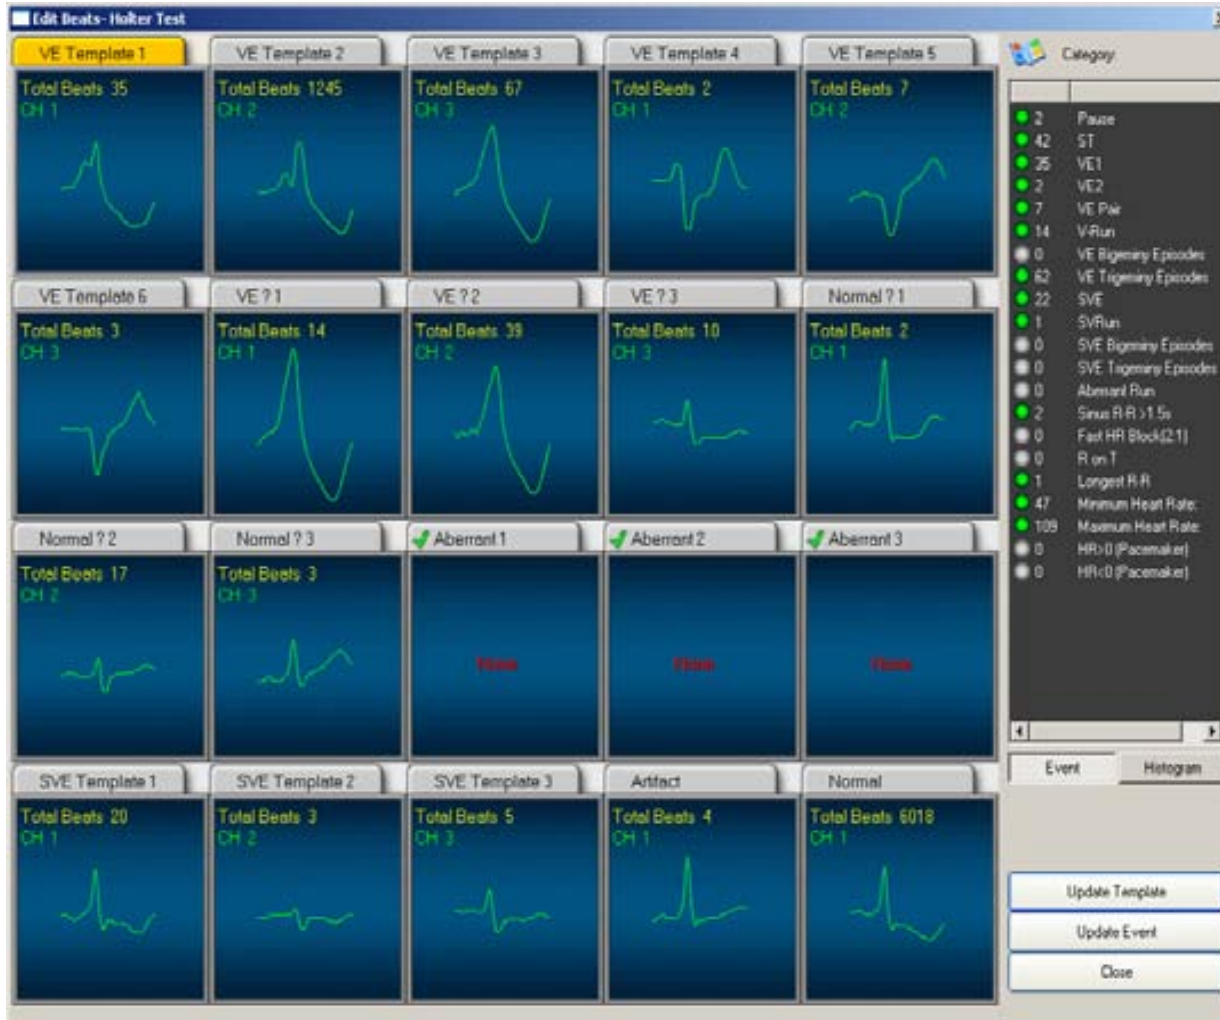 Edit Beats- Holter Test
VE Template 1
VE Template 2
VE Template 3
VE Template 4
VE Template 5
Total Beats 35
CH 1
Total Beats 1245
CH 2
Total Beats 67
CH 3
Total Beats 2
CH 1
Total Beats 7
CH 2
VE Template 6
VE ? 1
VE ? 2
VE ? 3
Normal ? 1
Total Beats 3
CH 3
Total Beats 14
CH 1
Total Beats 39
CH 2
Total Beats 10
CH 3
Total Beats 2
CH 1
Normal ? 2
Normal ? 3
Aberrant 1
Aberrant 2
Aberrant 3
Total Beats 17
CH 2
Total Beats 3
CH 3
SVE Template 1
SVE Template 2
SVE Template 3
Artifact
Normal
Total Beats 20
CH 1
Total Beats 3
CH 2
Total Beats 5
CH 3
Total Beats 4
CH 1
Total Beats 6018
CH 1
Category:
2 Pause
42 ST
35 VE1
2 VE2
7 VE Pair
14 V-Run
0 VE Bigeminy Episodes
62 VE Trigeminy Episodes
22 SVE
1 SVRun
0 SVE Bigeminy Episodes
0 SVE Trigeminy Episodes
0 Aberrant Run
2 Sinus R-R >1.5s
0 Fast HR Block(2:1)
0 R on T
1 Longest R-R
47 Minimum Heart Rate:
109 Maximum Heart Rate:
0 HR>0 (Pacemaker)
0 HR<0 (Pacemaker)
Event
Histogram
Update Template
Update Event
Close